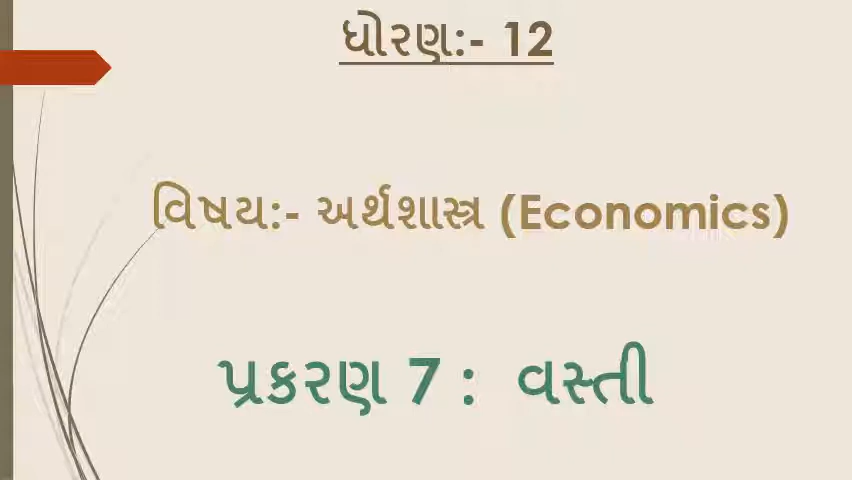 ધોરણ:- 12
વિષય:- અર્થશાસ્ત્ર (Economics)
પ્રકરણ 7 : વસ્તી